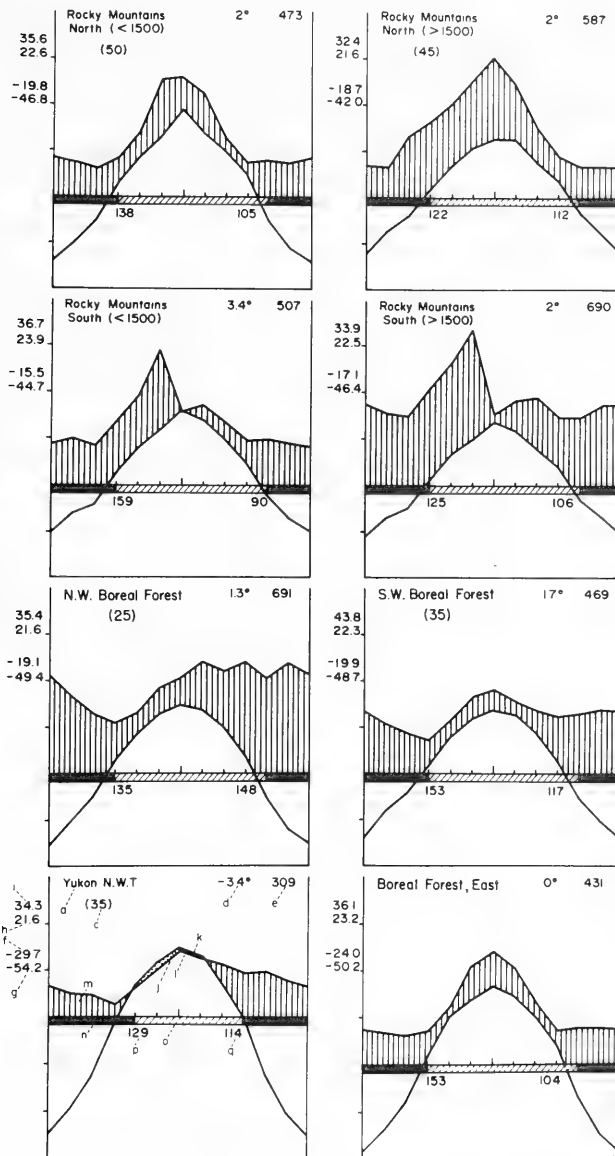 Rocky Mountains 2° 473
North (<1500)
(50)
35.6
22.6
-19.8
-46.8
138 105
Rocky Mountains 2° 587
North (>1500)
(45)
32.4
21.6
-18.7
-42.0
122 112
Rocky Mountains 3.4° 507
South (<1500)
36.7
23.9
-15.5
-44.7
159 90
Rocky Mountains 2° 690
South (>1500)
33.9
22.5
-17.1
-46.4
125 106
N.W. Boreal Forest 1.3° 691
(25)
35.4
21.6
-19.1
-49.4
135 148
S.W. Boreal Forest 1.7° 469
(35)
43.8
22.3
-19.9
-48.7
153 117
Yukon N.W.T -3.4° 309
a
(35)
c
d
e
i
34.3
h
21.6
f
-29.7
-54.2
g
k
j
l
m
n
129 114
p
o
q
Boreal Forest, East 0° 431
36.1
23.2
-24.0
-50.2
153 104